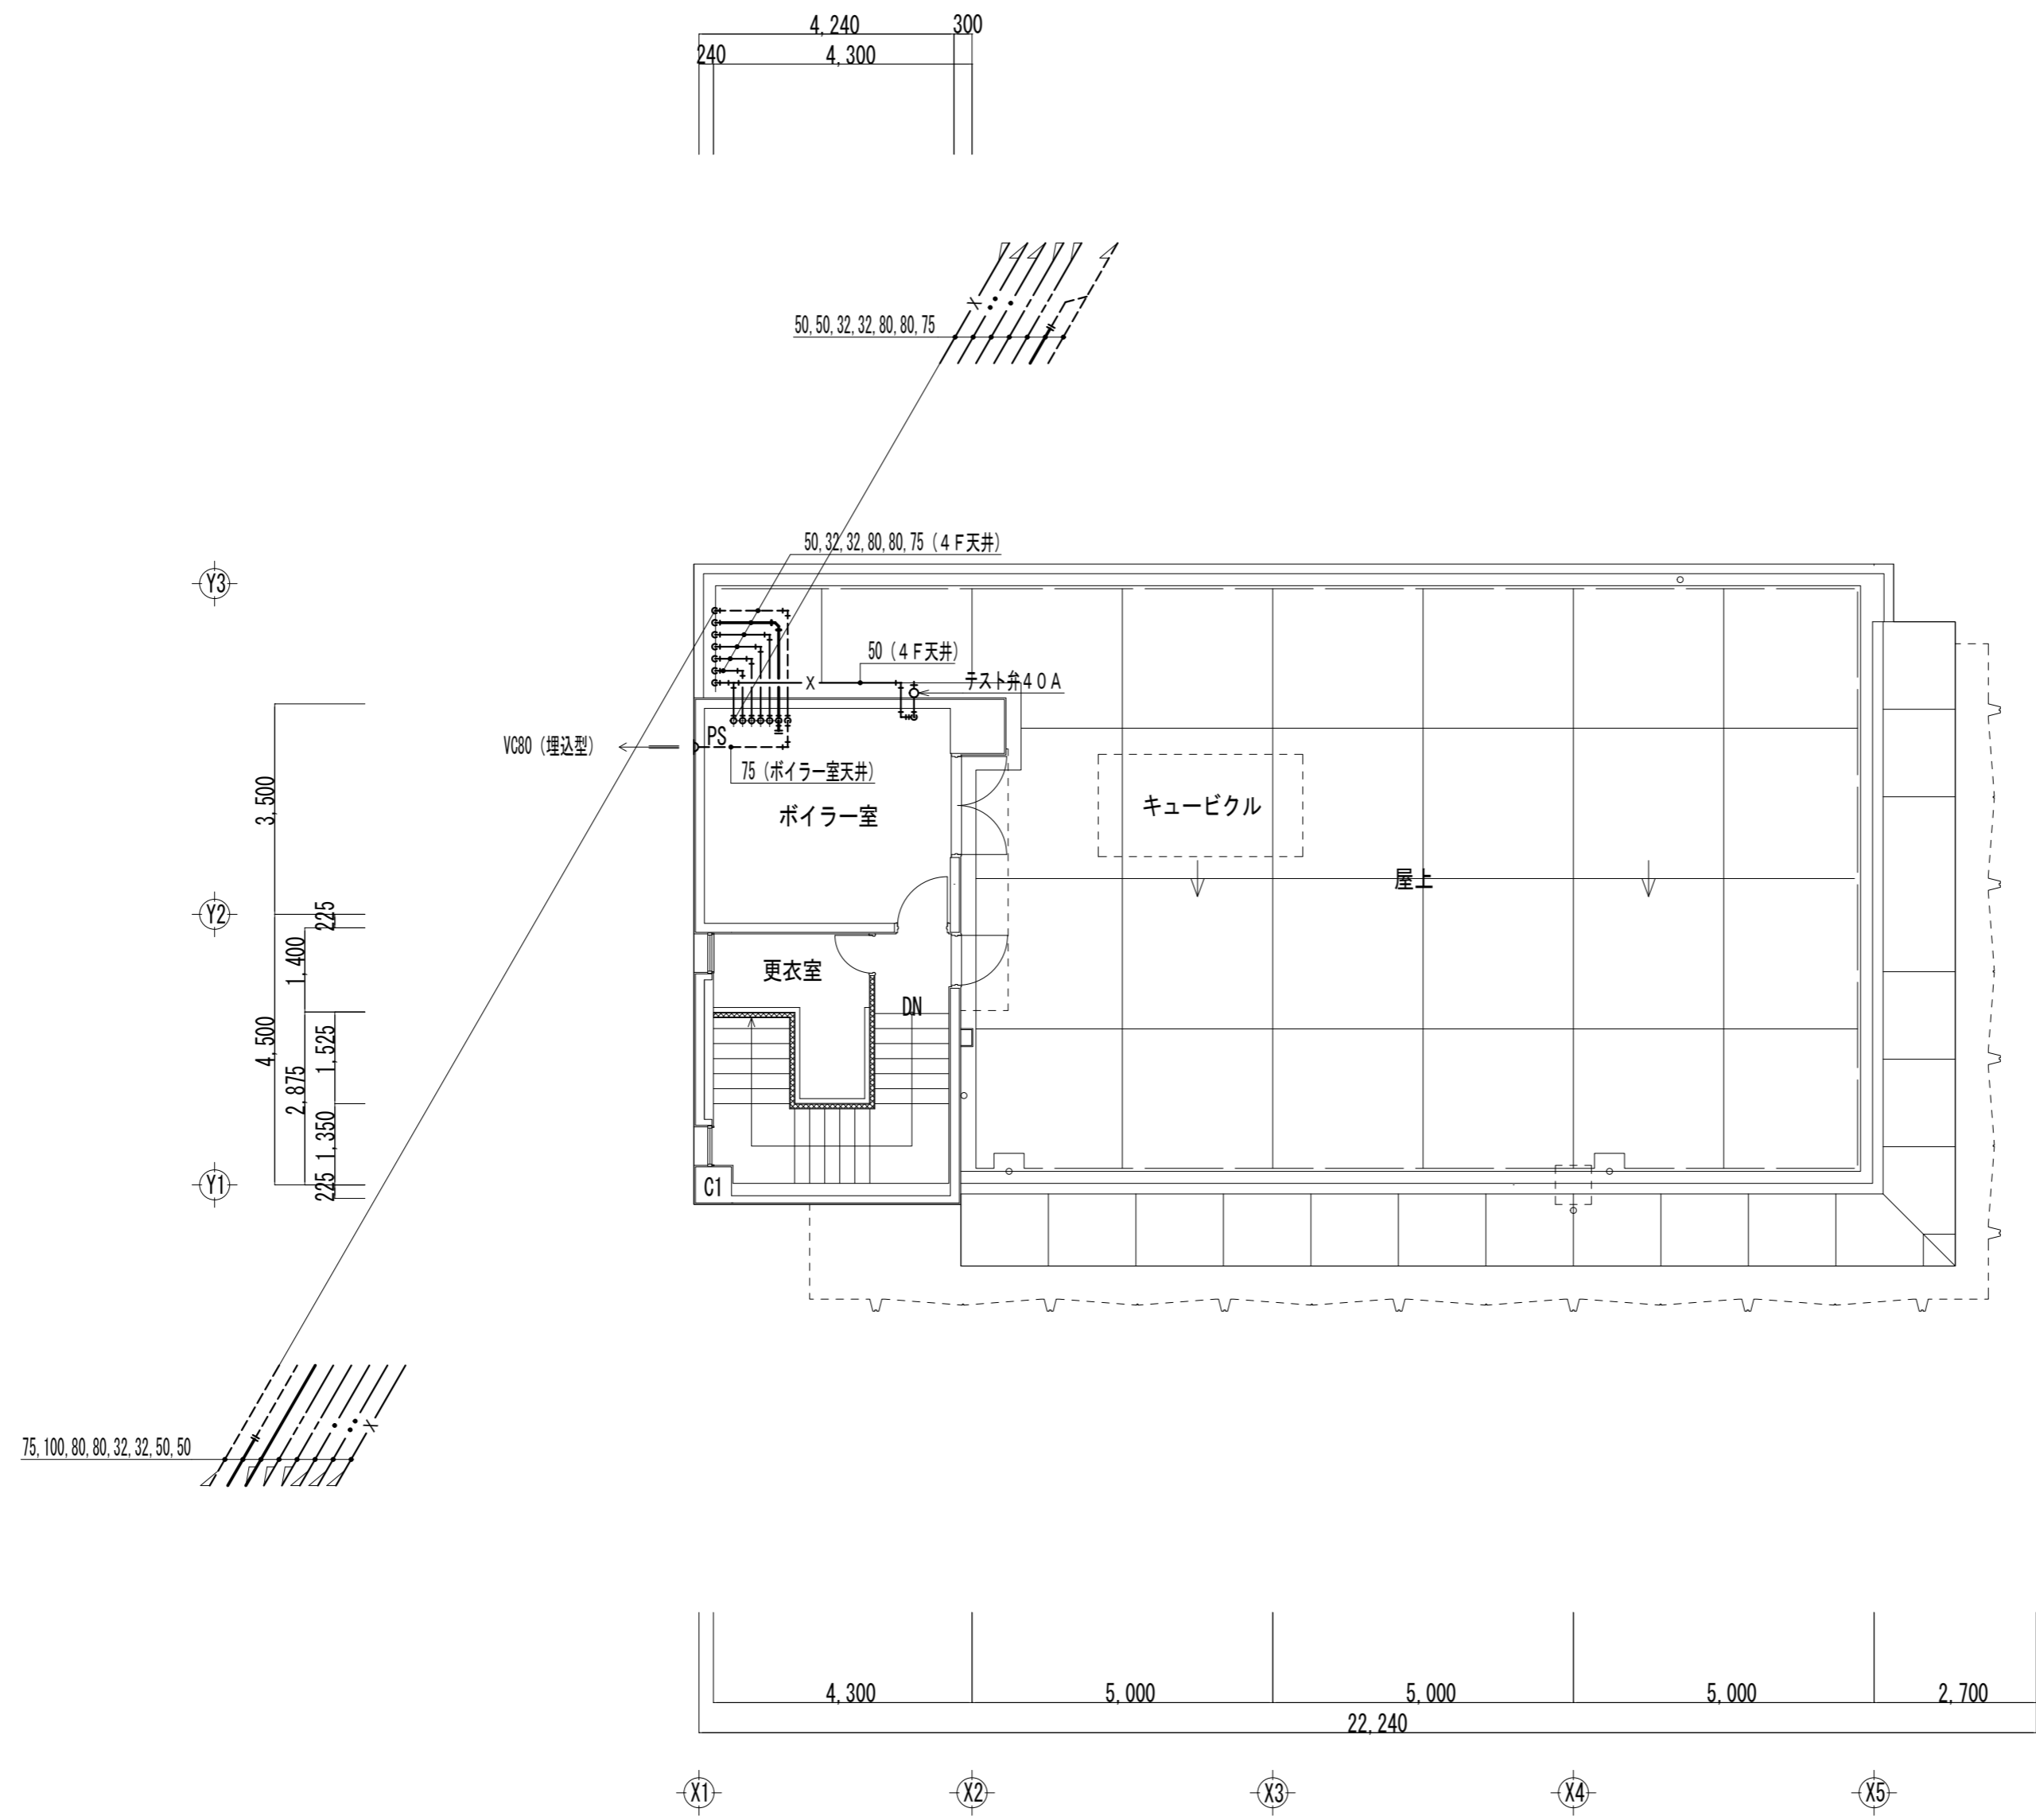 4,240
300
240
4,300
50,50,32,32,80,80,75
50,32,32,80,80,75(4F天井)
Y3
50(4F天井)
X
テスト弁40A
PS
VC80(埋込型)
75(ボイラー室天井)
3,500
ボイラー室
キュービクル
屋上
Y2
225
1,400
更衣室
DN
4,500
1,525
2,875
1,350
Y1
225
C1
75,100,80,80,32,32,50,50
4,300
5,000
5,000
5,000
2,700
22,240
X1
X2
X3
X4
X5